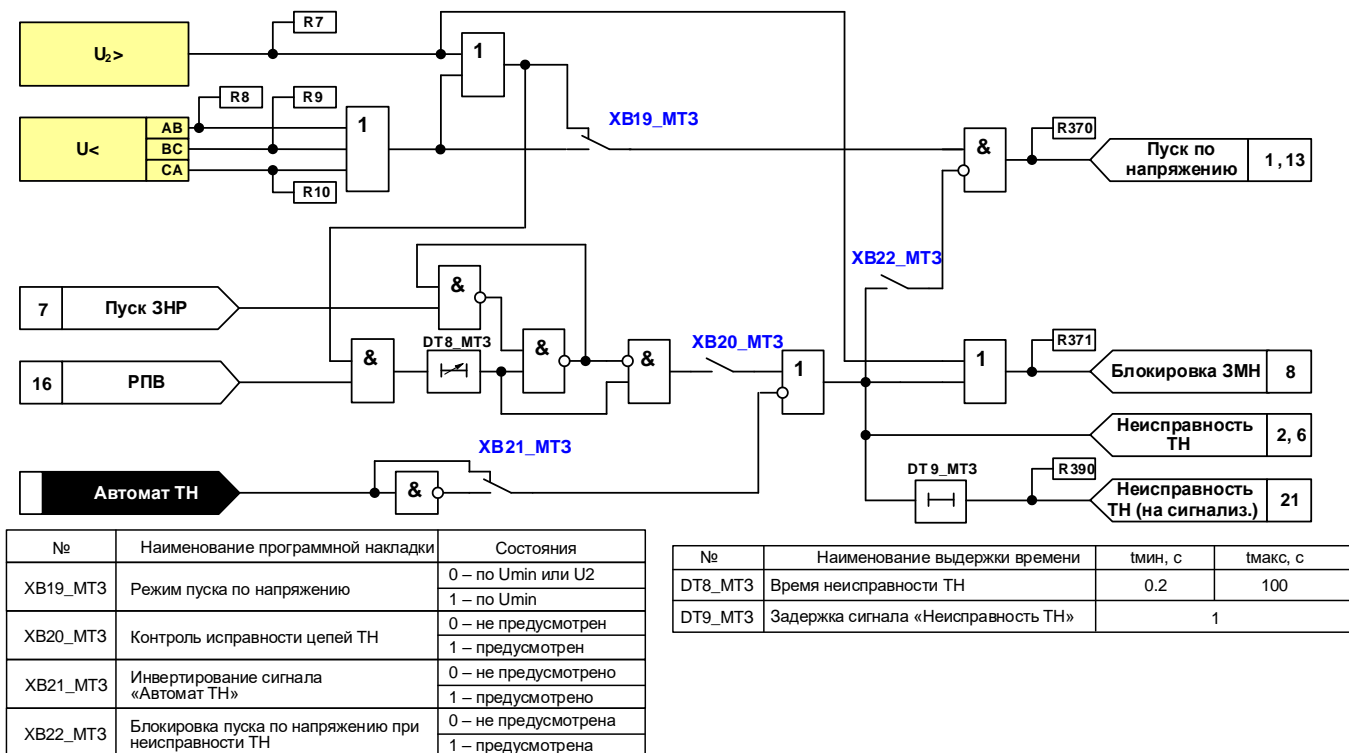 R7
U₂>
1
R8
R9
XB19_МТЗ
AB
1
R370
U<
BC
&
Пуск по
напряжению
1 , 13
CA
R10
XB22_МТЗ
&
7
Пуск ЗНР
DT8_МТЗ
&
XB20_МТЗ
R371
&
&
1
1
16
РПВ
Блокировка ЗМН
8
Неисправность
ТН
2, 6
XB21_МТЗ
DT9_МТЗ
R390
Автомат ТН
&
Неисправность
ТН (на сигнализ.)
21
№
Наименование программной накладки
Состояния
XB19_МТЗ
Режим пуска по напряжению
0 – по Umin или U2
1 – по Umin
XB20_МТЗ
Контроль исправности цепей ТН
0 – не предусмотрен
1 – предусмотрен
XB21_МТЗ
Инвертирование сигнала
«Автомат ТН»
0 – не предусмотрено
1 – предусмотрено
XB22_МТЗ
Блокировка пуска по напряжению при
неисправности ТН
0 – не предусмотрена
1 – предусмотрена
№
Наименование выдержки времени
tмин, с
tмакс, с
DT8_МТЗ
Время неисправности ТН
0.2
100
DT9_МТЗ
Задержка сигнала «Неисправность ТН»
1